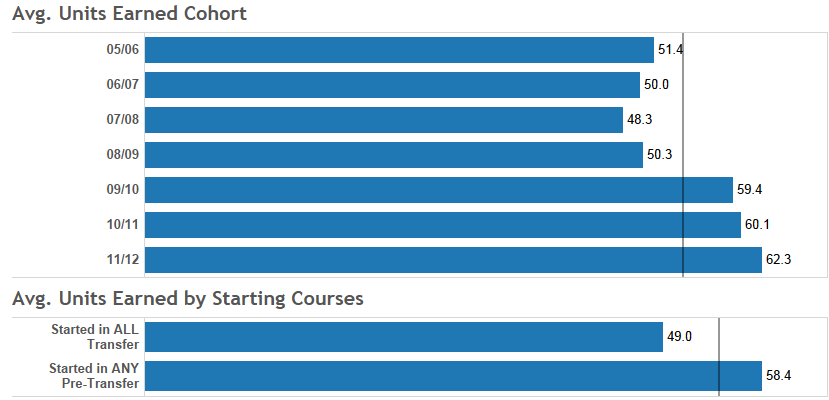 Avg. Units Earned Cohort
05/06 51.4
06/07 50.0
07/08 48.3
08/09 50.3
09/10 59.4
10/11 60.1
11/12 62.3
Avg. Units Earned by Starting Courses
Started in ALL
Transfer 49.0
Started in ANY
Pre-Transfer 58.4